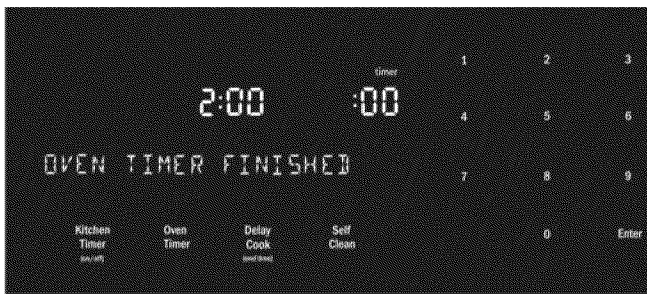 timer
2:00 :00
OVEN TIMER FINISHED
Kitchen Timer
(on/off)
Oven Timer
Delay Cook
(end time)
Self Clean
1 2 3
4 5 6
7 8 9
0 Enter